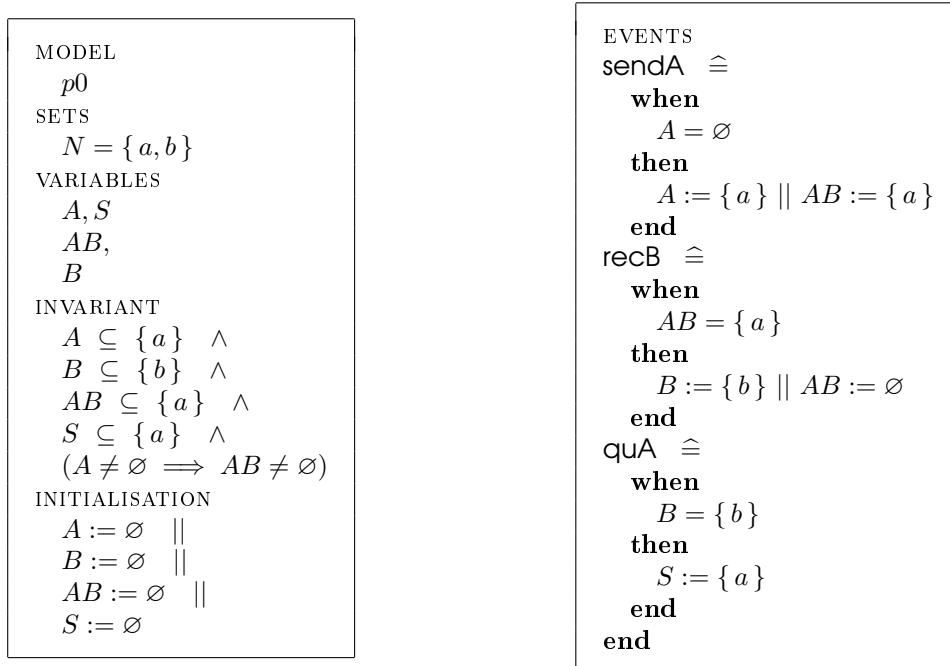 MODEL
p0
SETS
N = { a, b }
VARIABLES
A, S
AB,
B
INVARIANT
A ⊆ { a } ∧
B ⊆ { b } ∧
AB ⊆ { a } ∧
S ⊆ { a } ∧
(A ≠ ∅ ⟹ AB ≠ ∅)
INITIALISATION
A := ∅ ||
B := ∅ ||
AB := ∅ ||
S := ∅
EVENTS
sendA ≙
when
A = ∅
then
A := { a } || AB := { a }
end
recB ≙
when
AB = { a }
then
B := { b } || AB := ∅
end
quA ≙
when
B = { b }
then
S := { a }
end
end